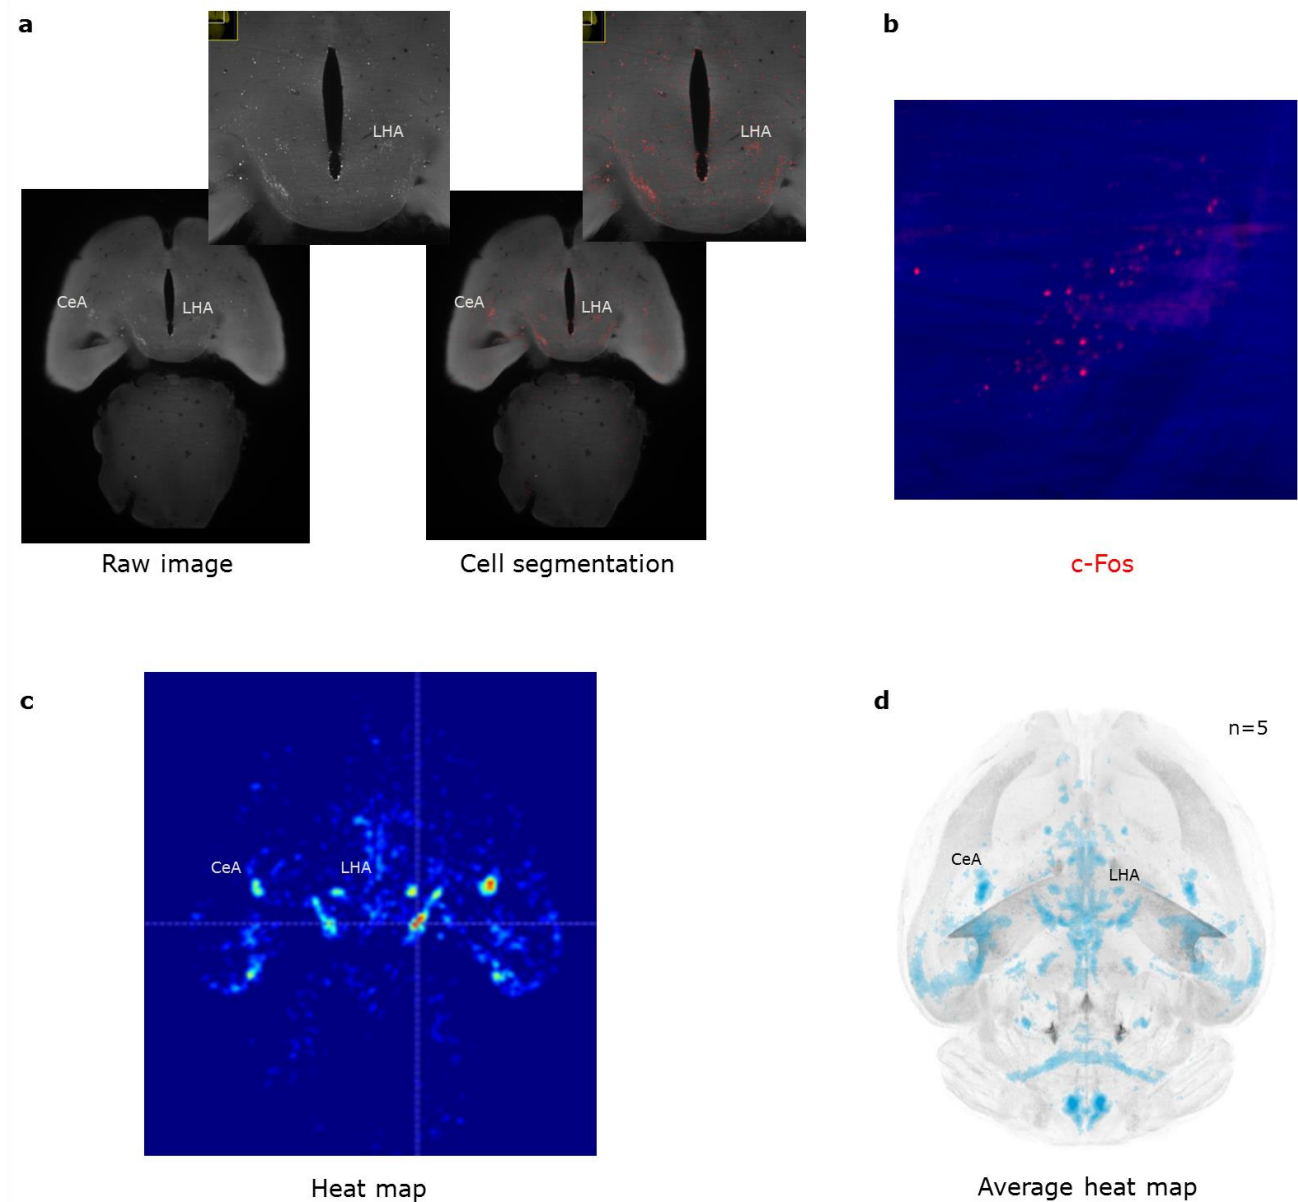 a
b
LHA
LHA
CeA
LHA
CeA
LHA
Raw image
Cell segmentation
c-Fos
c
d
n=5
CeA
LHA
CeA
LHA
Heat map
Average heat map